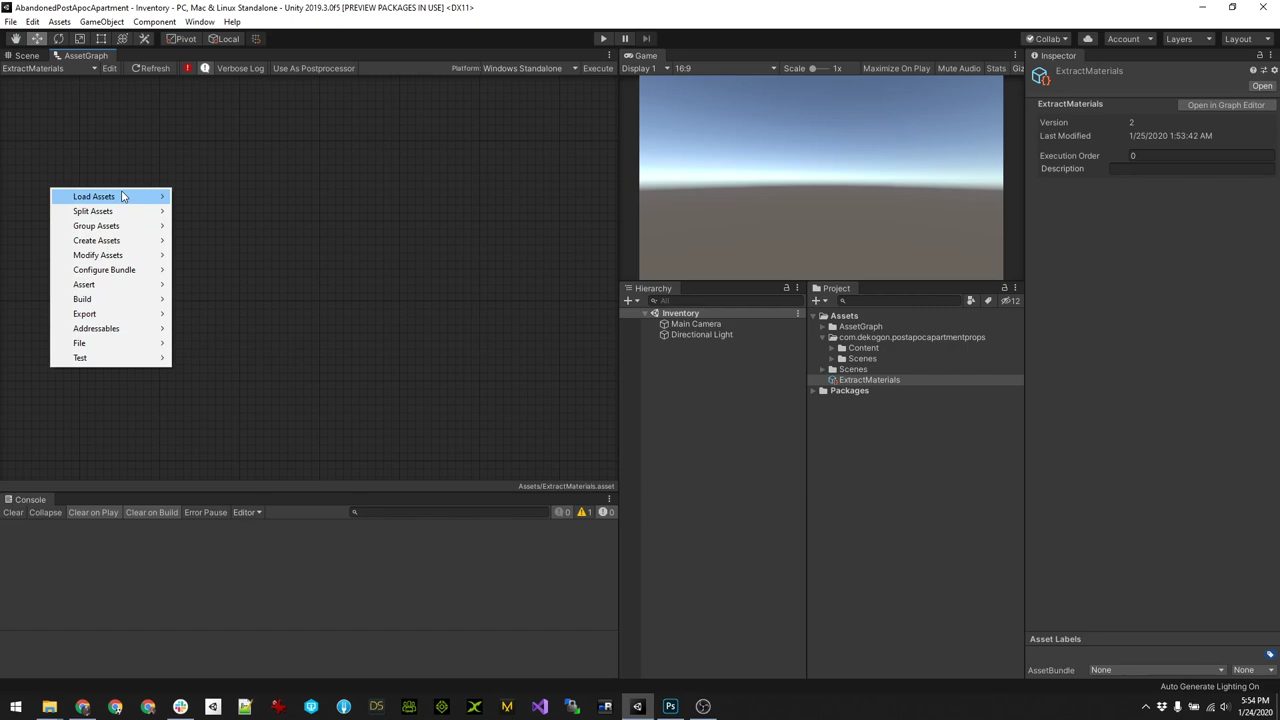 AbandonedPostApocApartment - Inventory - PC, Mac & Linux Standalone - Unity 2019.3.0f5 [PREVIEW PACKAGES IN USE] <DX11>
File Edit Assets GameObject Component Window Help
Pivot Local Collab Account Layers Layout
Scene AssetGraph Game Inspector
ExtractMaterials Edit Refresh Verbose Log Use As Postprocessor Platform: Windows Standalone Execute
Display 1 16:9 Scale 1x Maximize On Play Mute Audio Stats Giz
ExtractMaterials
Open
ExtractMaterials Open in Graph Editor
Version 2
Last Modified 1/25/2020 1:53:42 AM
Execution Order 0
Description
Load Assets
Split Assets
Group Assets
Create Assets
Modify Assets
Configure Bundle
Assert
Build
Export
Addressables
File
Test
Hierarchy
All
Inventory
Main Camera
Directional Light
Project
12
Assets
AssetGraph
com.dekogon.postapocapartmentprops
Content
Scenes
Scenes
ExtractMaterials
Packages
Assets/ExtractMaterials.asset
Console
Clear Collapse Clear on Play Clear on Build Error Pause Editor 0 1 0
Asset Labels
AssetBundle None None
Auto Generate Lighting On
5:54 PM
1/24/2020